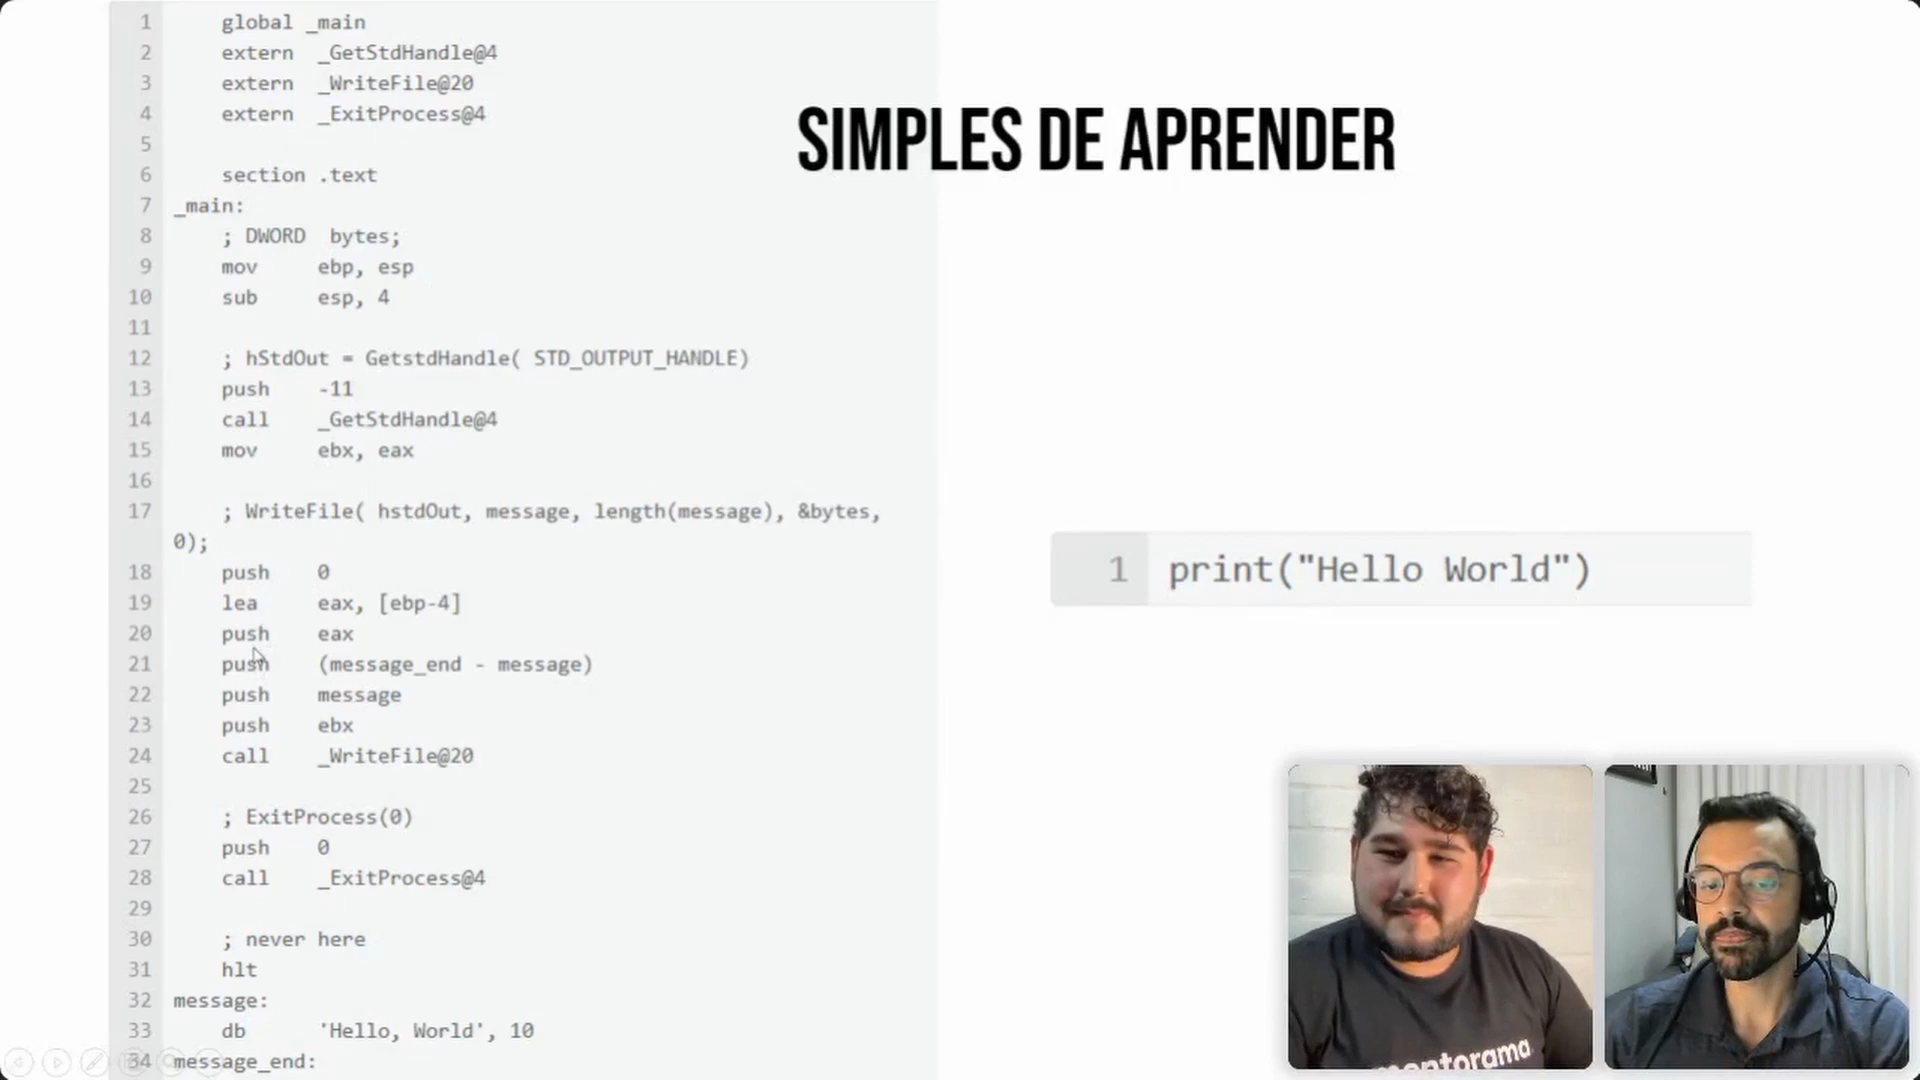 1 global _main
2 extern _GetStdHandle@4
3 extern _WriteFile@20
4 extern _ExitProcess@4
5
6 section .text
7 _main:
8 ; DWORD bytes;
9 mov ebp, esp
10 sub esp, 4
11
12 ; hStdOut = GetstdHandle( STD_OUTPUT_HANDLE)
13 push -11
14 call _GetStdHandle@4
15 mov ebx, eax
16
17 ; WriteFile( hstdOut, message, length(message), &bytes,
0);
18 push 0
19 lea eax, [ebp-4]
20 push eax
21 push (message_end - message)
22 push message
23 push ebx
24 call _WriteFile@20
25
26 ; ExitProcess(0)
27 push 0
28 call _ExitProcess@4
29
30 ; never here
31 hlt
32 message:
33 db 'Hello, World', 10
34 message_end:
SIMPLES DE APRENDER
1 print("Hello World")
mentorama.